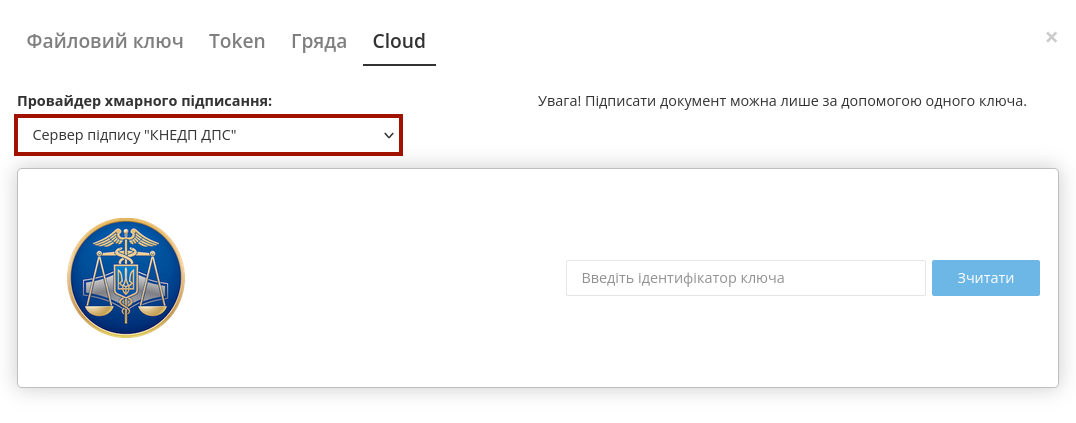 Файловий ключ Token Гряда Cloud
×
Провайдер хмарного підписання:
Увага! Підписати документ можна лише за допомогою одного ключа.
Сервер підпису "КНЕДП ДПС"
Введіть ідентифікатор ключа
Зчитати